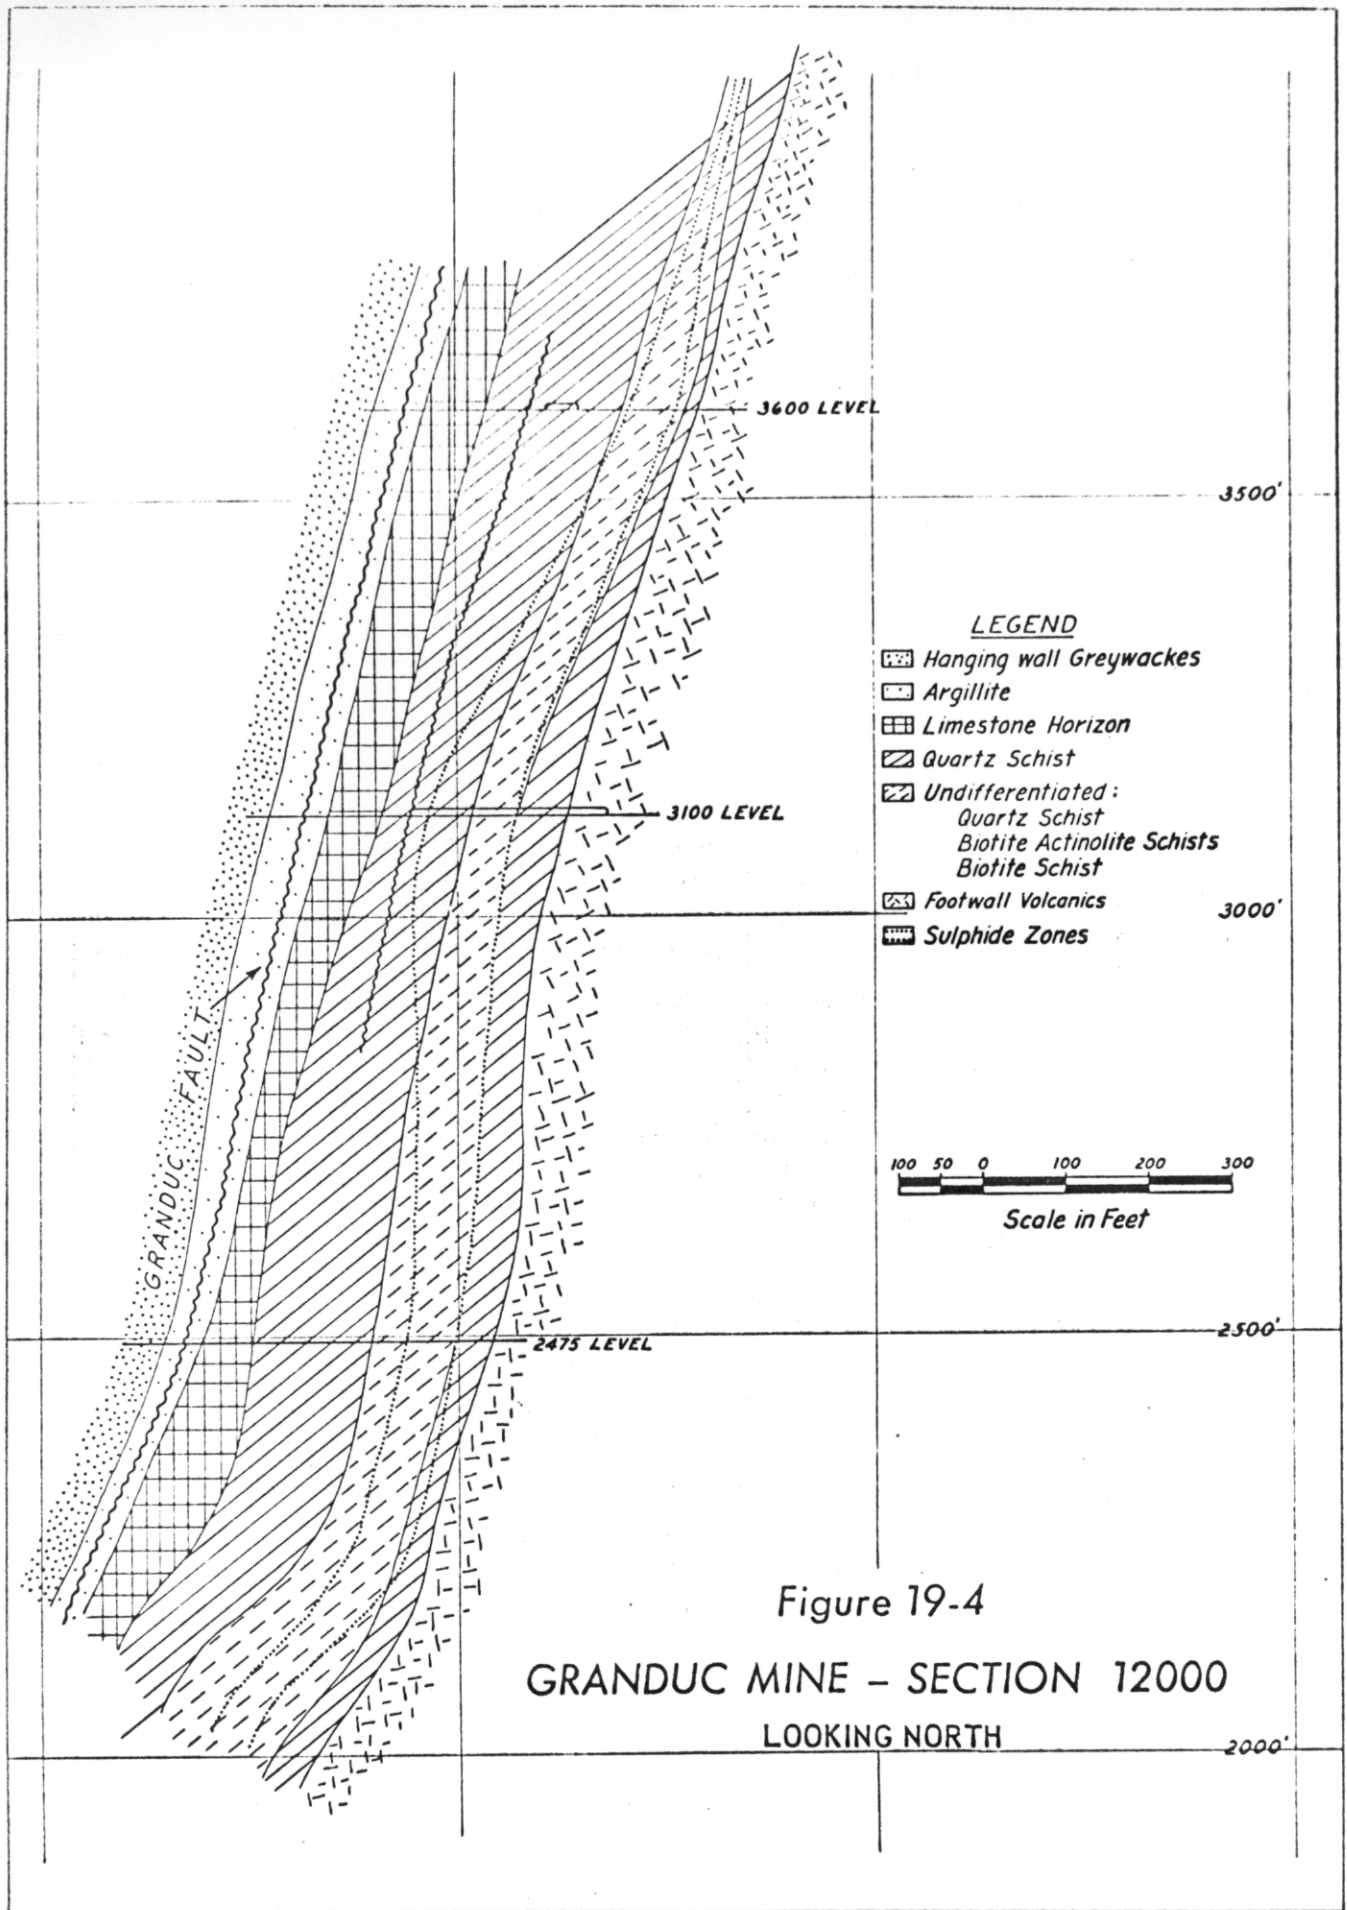 3600 LEVEL
3500'
LEGEND
Hanging wall Greywackes
Argillite
Limestone Horizon
Quartz Schist
Undifferentiated:
Quartz Schist
Biotite Actinolite Schists
Biotite Schist
Footwall Volcanics
Sulphide Zones
3100 LEVEL
3000'
GRANDUC FAULT
100 50 0 100 200 300
Scale in Feet
2500'
2475 LEVEL
Figure 19-4
GRANDUC MINE - SECTION 12000
LOOKING NORTH
2000'